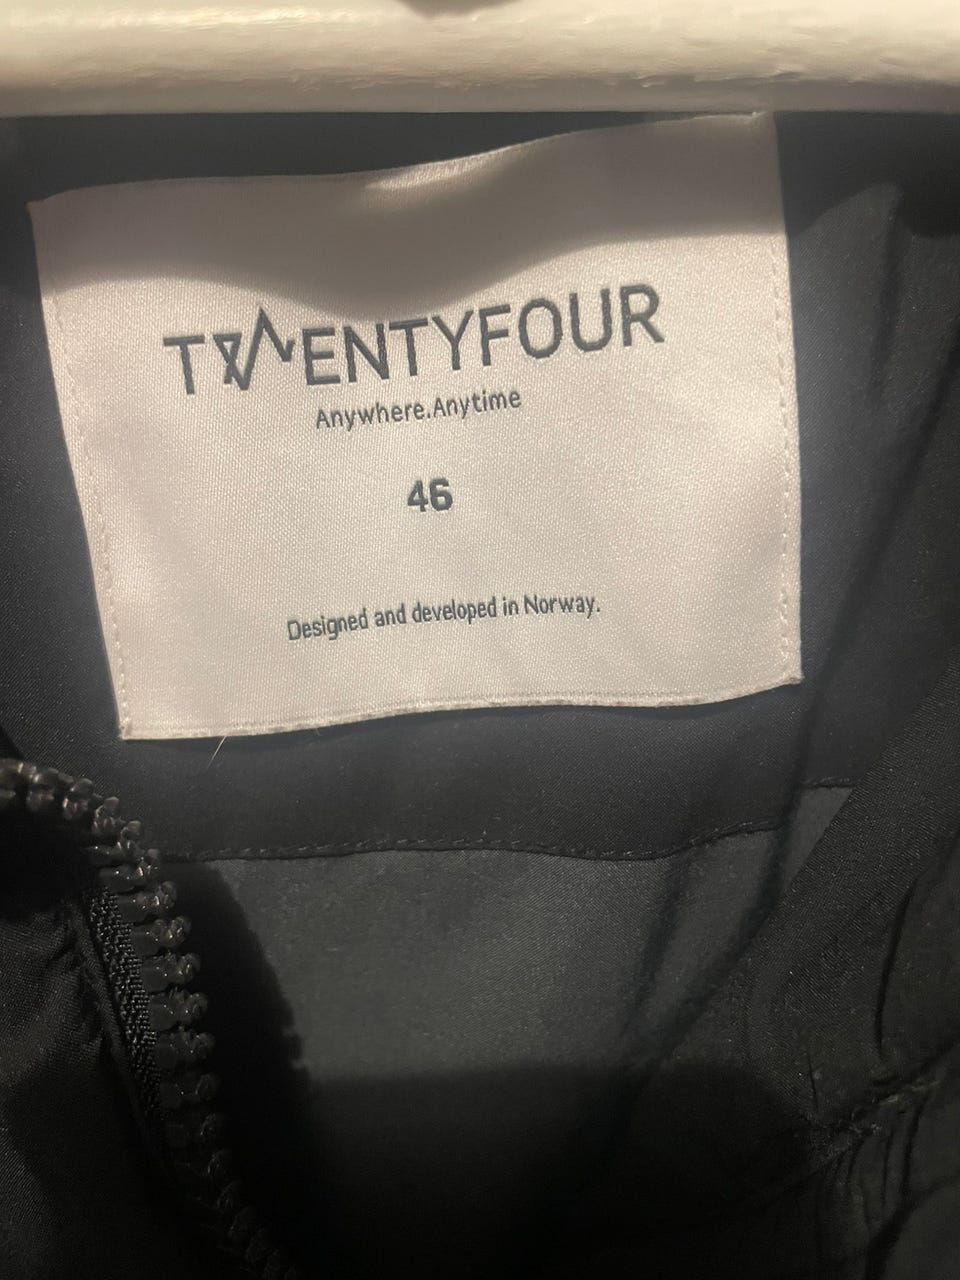 TWENTYFOUR
Anywhere.Anytime
46
Designed and developed in Norway.